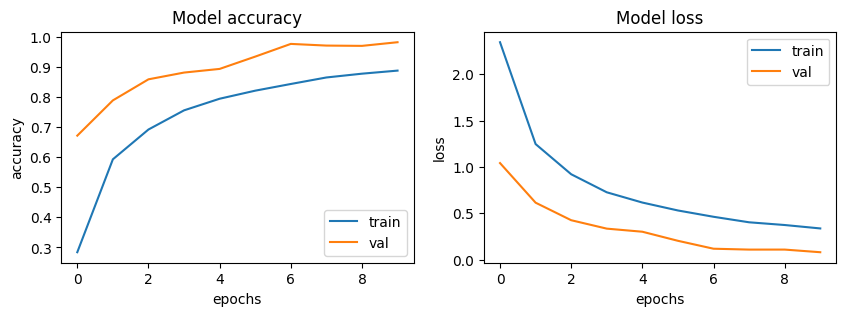 Model accuracy
accuracy
1.0
0.9
0.8
0.7
0.6
0.5
0.4
0.3
train
val
0 2 4 6 8
epochs
Model loss
loss
2.0
1.5
1.0
0.5
0.0
train
val
0 2 4 6 8
epochs